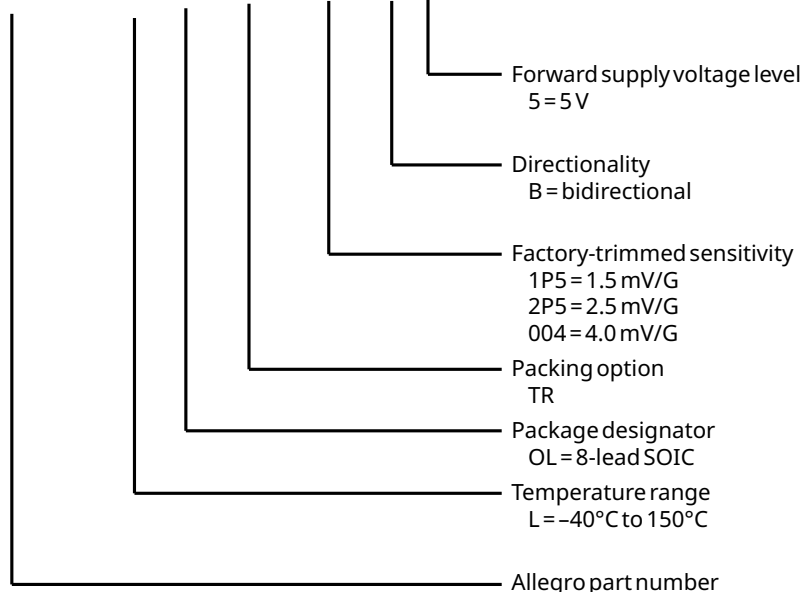 Forward supply voltage level
5 = 5 V
Directionality
B = bidirectional
Factory-trimmed sensitivity
1P5 = 1.5 mV/G
2P5 = 2.5 mV/G
004 = 4.0 mV/G
Packing option
TR
Package designator
OL = 8-lead SOIC
Temperature range
L = –40°C to 150°C
Allegro part number